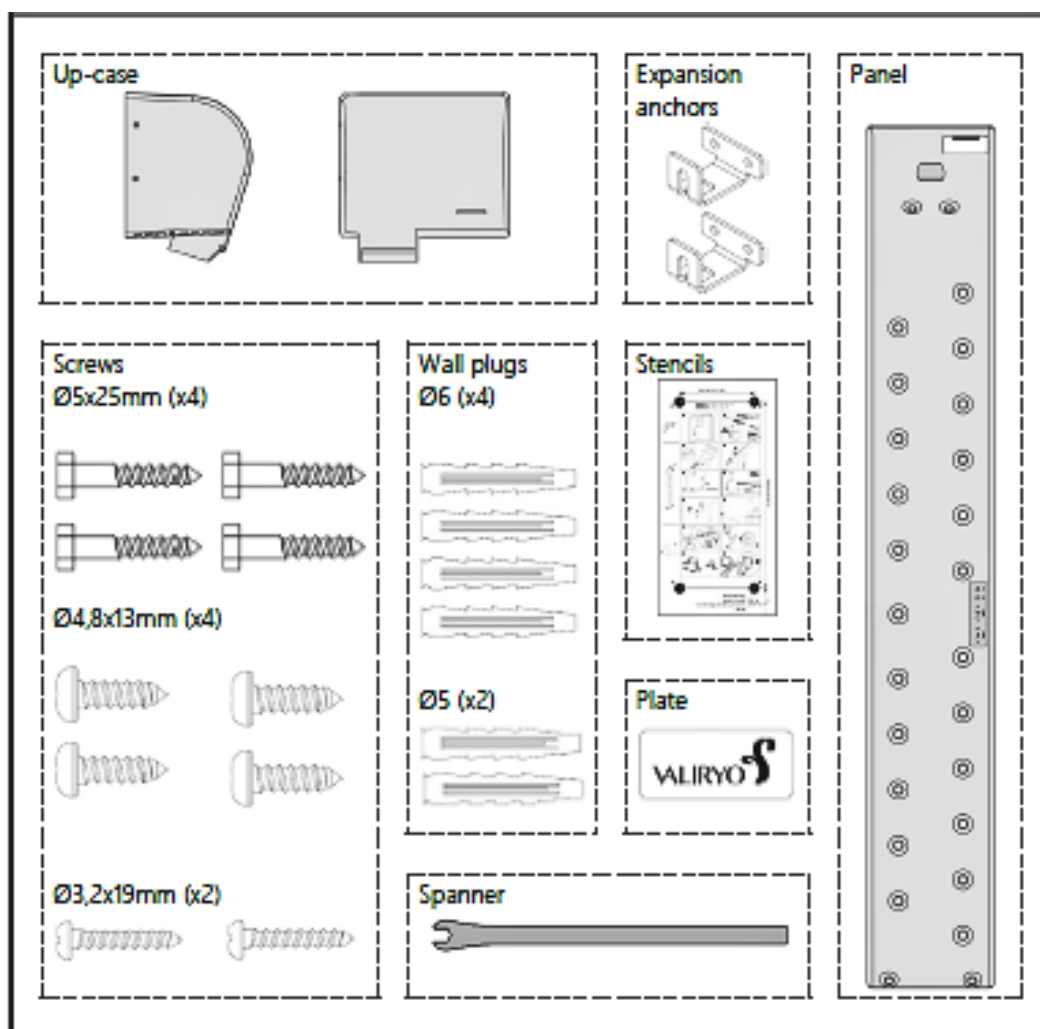 Up-case
Expansion
anchors
Panel
Screws
Ø5x25mm (x4)
Wall plugs
Ø6 (x4)
Stencils
Ø4,8x13mm (x4)
Ø5 (x2)
Plate
VALIRYO
Ø3,2x19mm (x2)
Spanner